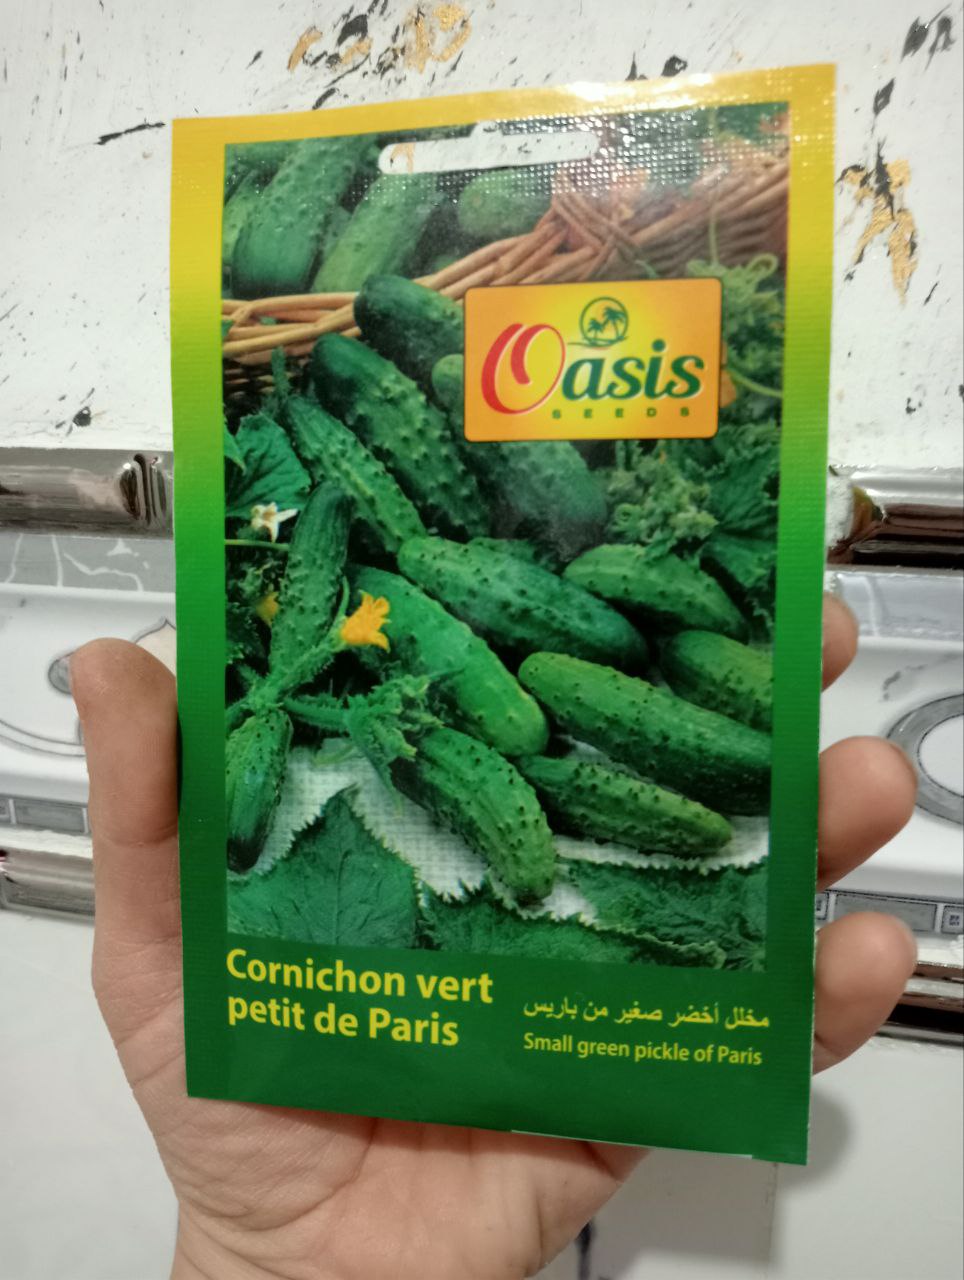 Oasis
SEEDS
Cornichon vert
petit de Paris
مخلل أخضر صغير من باريس
Small green pickle of Paris